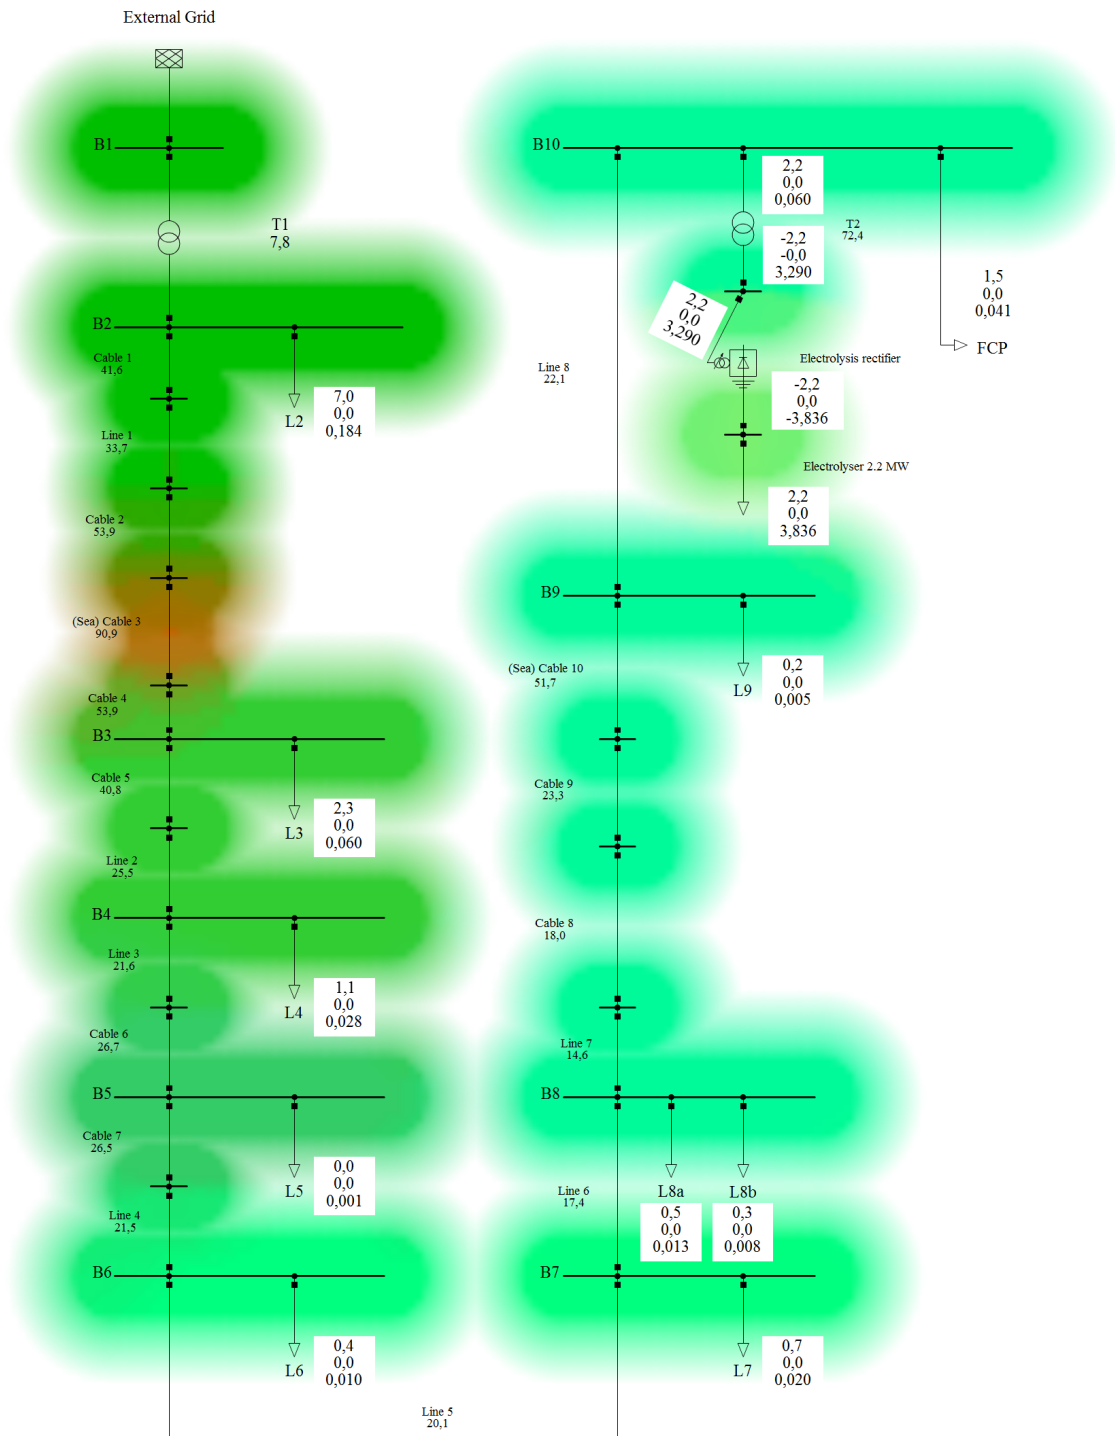 External Grid
B1
T1
7,8
B2
Cable 1
41,6
7,0
0,0
0,184
L2
Line 1
33,7
Cable 2
53,9
(Sea) Cable 3
90,9
Cable 4
53,9
B3
Cable 5
40,8
2,3
0,0
0,060
L3
Line 2
25,5
B4
Line 3
21,6
1,1
0,0
0,028
L4
Cable 6
26,7
B5
Cable 7
26,5
0,0
0,0
0,001
L5
Line 4
21,5
B6
0,4
0,0
0,010
L6
Line 5
20,1
B10
2,2
0,0
0,060
T2
72,4
-2,2
-0,0
3,290
2,2
0,0
3,290
1,5
0,0
0,041
FCP
Line 8
22,1
Electrolysis rectifier
-2,2
0,0
-3,836
Electrolyser 2.2 MW
2,2
0,0
3,836
B9
(Sea) Cable 10
51,7
0,2
0,0
0,005
L9
Cable 9
23,3
Cable 8
18,0
Line 7
14,6
B8
Line 6
17,4
L8a
0,5
0,0
0,013
L8b
0,3
0,0
0,008
B7
0,7
0,0
0,020
L7